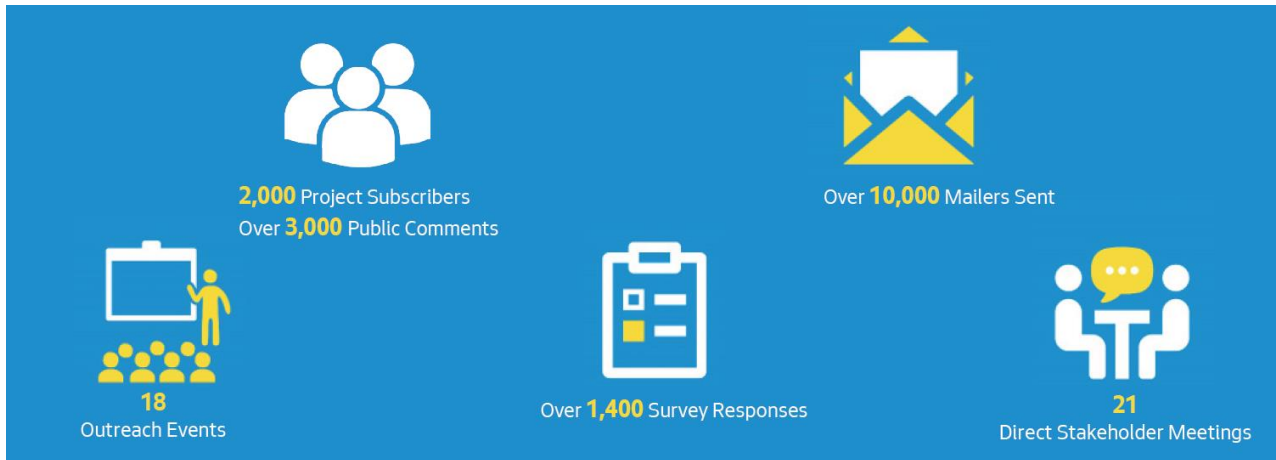 2,000 Project Subscribers
Over 3,000 Public Comments
Over 10,000 Mailers Sent
18
Outreach Events
Over 1,400 Survey Responses
21
Direct Stakeholder Meetings